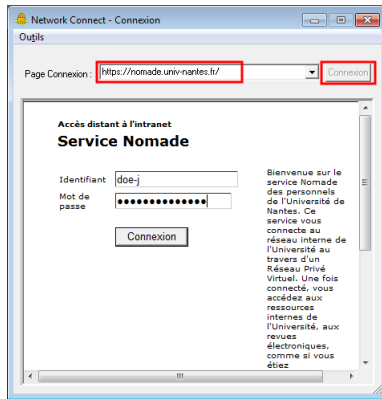 Network Connect - Connexion
Outils
Page Connexion : https://nomade.univ-nantes.fr/ Connexion
Accès distant à l'intranet
Service Nomade
Identifiant doe-j
Mot de
passe ●●●●●●●●●●●●●●
Connexion
Bienvenue sur le
service Nomade
des personnels
de l'Université de
Nantes. Ce
service vous
connecte au
réseau interne de
l'Université au
travers d'un
Réseau Privé
Virtuel. Une fois
connecté, vous
accédez aux
ressources
internes de
l'Université, aux
revues
électroniques,
comme si vous
étiez